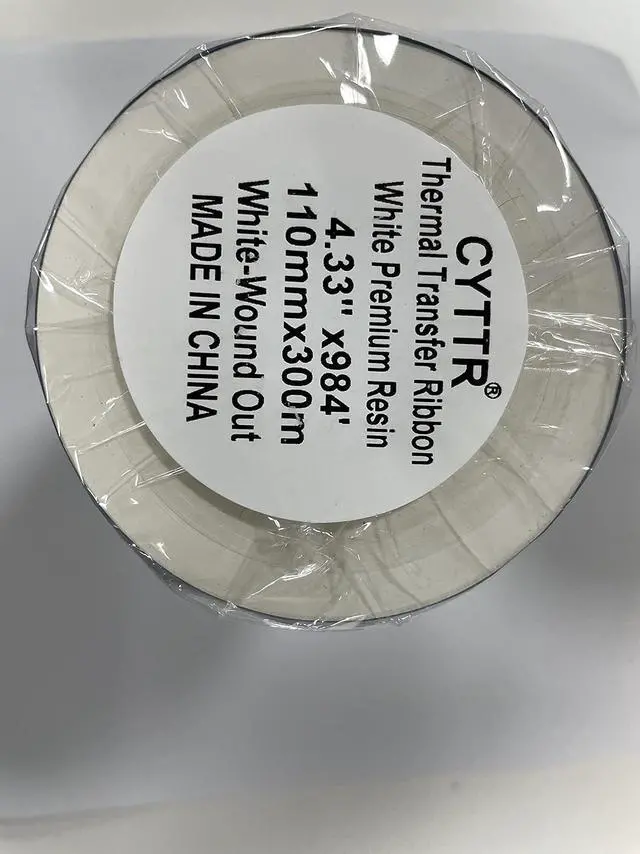 CYTTR®
Thermal Transfer Ribbon
White Premium Resin
4.33" x984'
110mmx300m
White-Wound Out
MADE IN CHINA